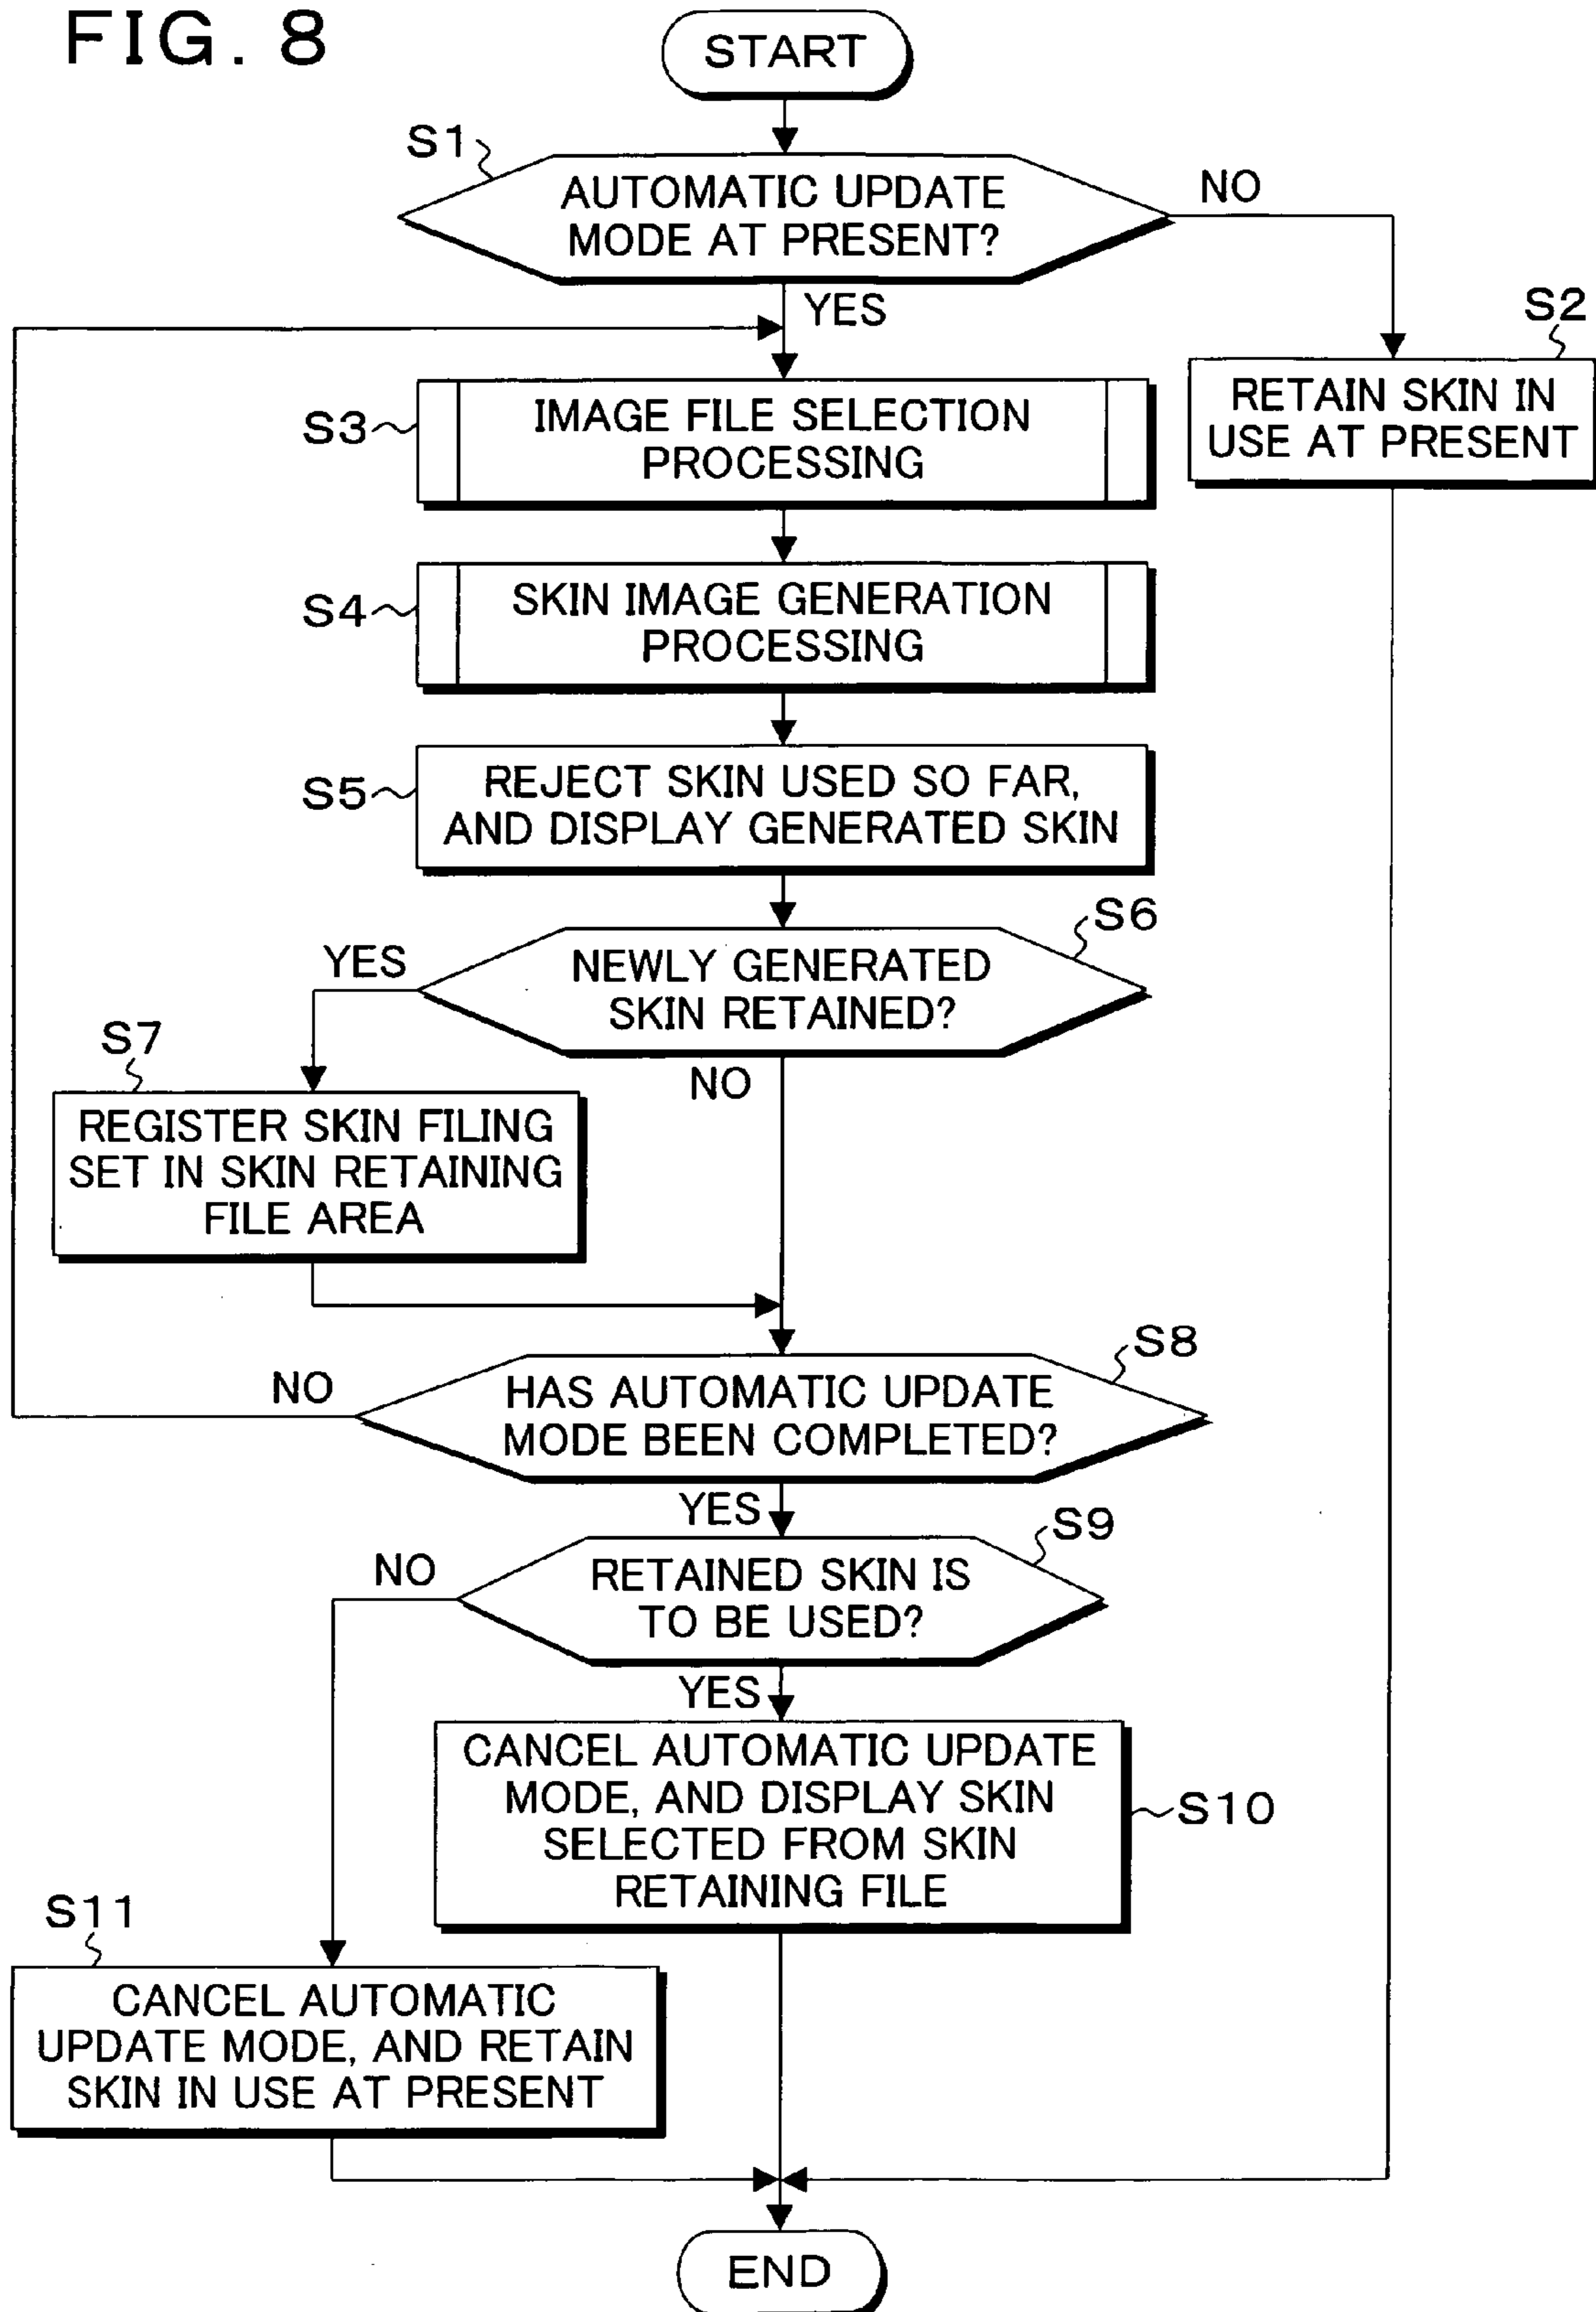 FIG. 8
START
S1
AUTOMATIC UPDATE
MODE AT PRESENT?
NO
YES
S2
RETAIN SKIN IN
USE AT PRESENT
S3
IMAGE FILE SELECTION
PROCESSING
S4
SKIN IMAGE GENERATION
PROCESSING
S5
REJECT SKIN USED SO FAR,
AND DISPLAY GENERATED SKIN
S6
YES
NEWLY GENERATED
SKIN RETAINED?
NO
S7
REGISTER SKIN FILING
SET IN SKIN RETAINING
FILE AREA
S8
NO
HAS AUTOMATIC UPDATE
MODE BEEN COMPLETED?
YES
S9
NO
RETAINED SKIN IS
TO BE USED?
YES
CANCEL AUTOMATIC UPDATE
MODE, AND DISPLAY SKIN
SELECTED FROM SKIN
RETAINING FILE
S10
S11
CANCEL AUTOMATIC
UPDATE MODE, AND RETAIN
SKIN IN USE AT PRESENT
END